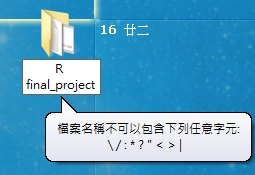 16 廿二
R
final_project
檔案名稱不可以包含下列任意字元:
\ / : * ? " < > |